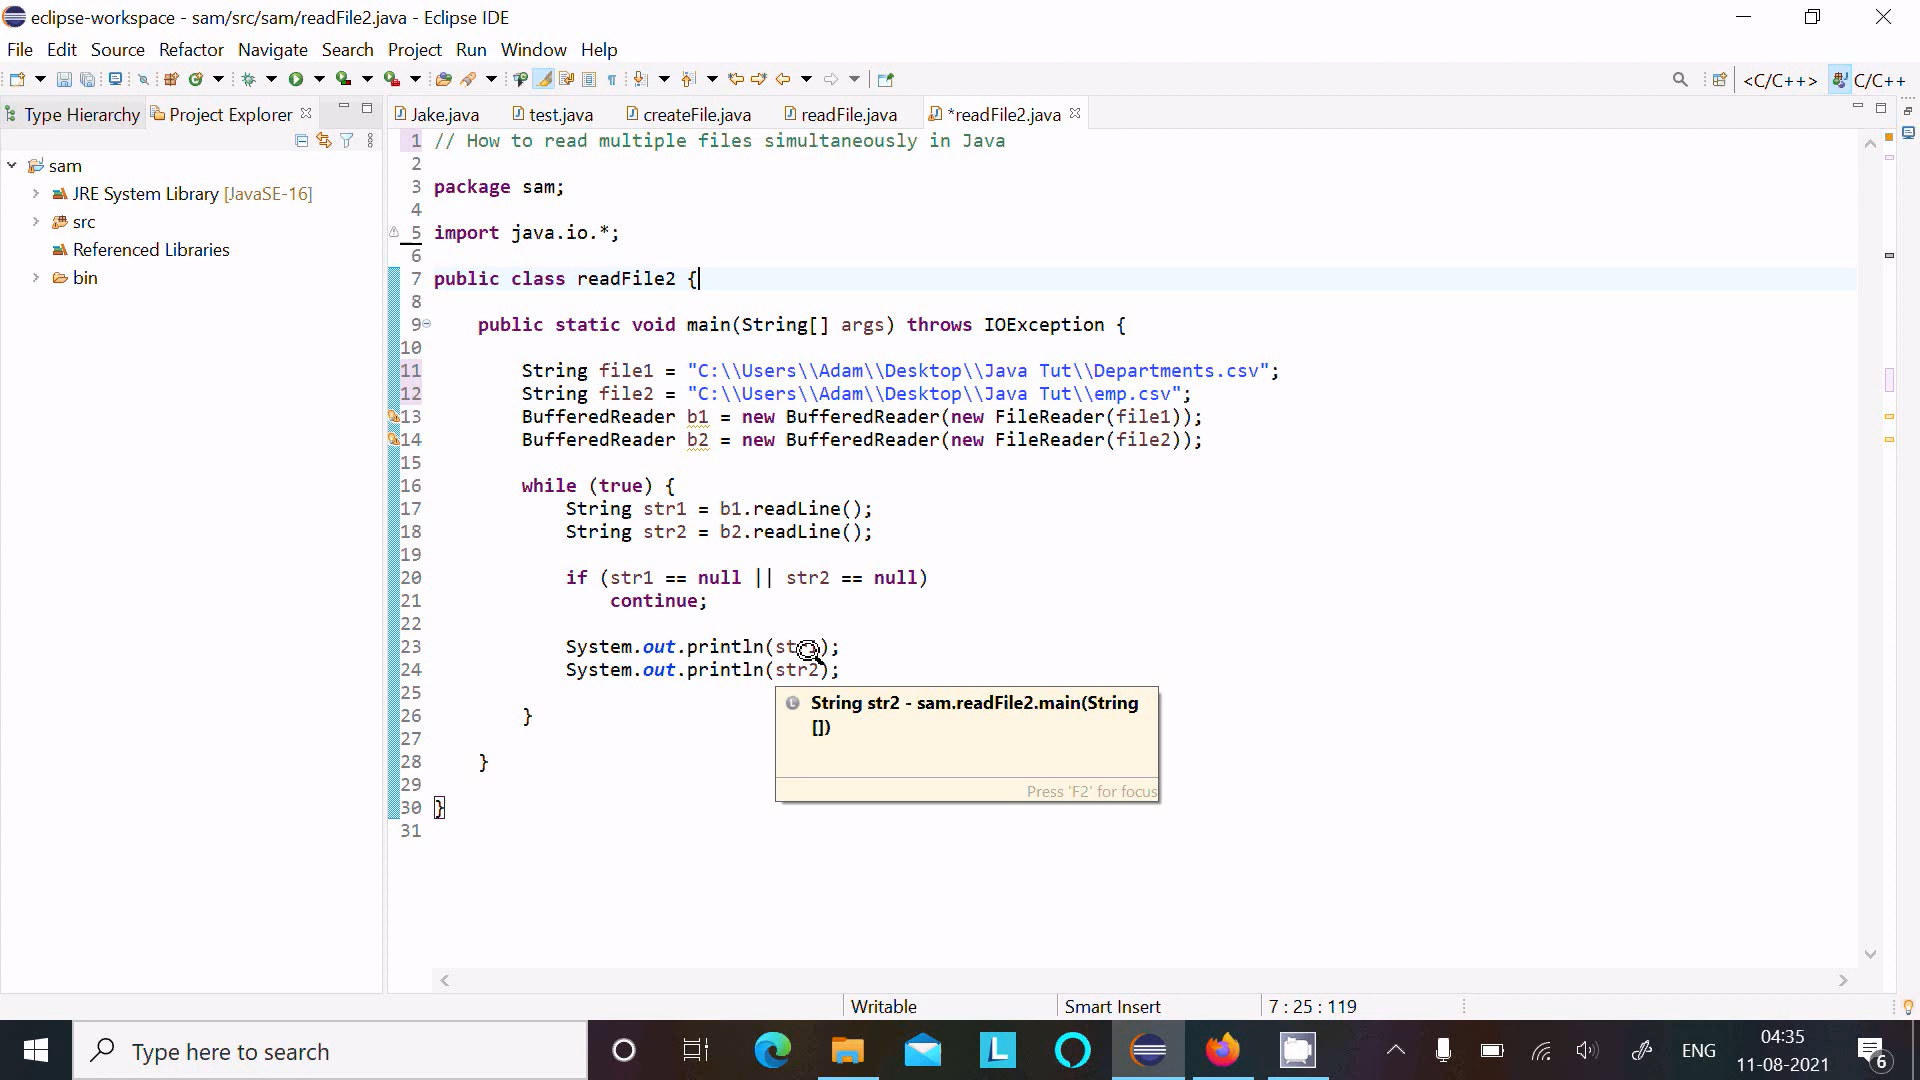 eclipse-workspace - sam/src/sam/readFile2.java - Eclipse IDE
File Edit Source Refactor Navigate Search Project Run Window Help
<C/C++> C/C++
Type Hierarchy Project Explorer
Jake.java test.java createFile.java readFile.java *readFile2.java
sam
JRE System Library [JavaSE-16]
src
Referenced Libraries
bin
1 // How to read multiple files simultaneously in Java
2
3 package sam;
4
5 import java.io.*;
6
7 public class readFile2 {
8
9 public static void main(String[] args) throws IOException {
10
11 String file1 = "C:\\Users\\Adam\\Desktop\\Java Tut\\Departments.csv";
12 String file2 = "C:\\Users\\Adam\\Desktop\\Java Tut\\emp.csv";
13 BufferedReader b1 = new BufferedReader(new FileReader(file1));
14 BufferedReader b2 = new BufferedReader(new FileReader(file2));
15
16 while (true) {
17 String str1 = b1.readLine();
18 String str2 = b2.readLine();
19
20 if (str1 == null || str2 == null)
21 continue;
22
23 System.out.println(st );
24 System.out.println(str2);
25
26 }
27
28 }
29
30 }
31
String str2 - sam.readFile2.main(String
[])
Press 'F2' for focus
Writable Smart Insert 7 : 25 : 119
Type here to search
L
ENG
04:35
11-08-2021
6